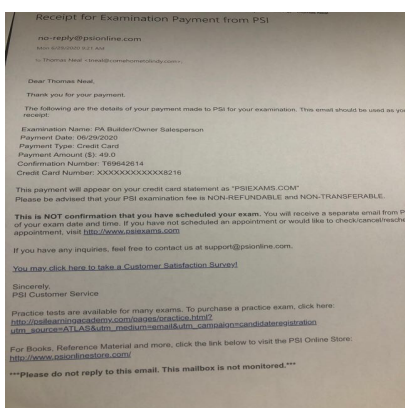 Receipt for Examination Payment from PSI
no-reply@psionline.com
Mon 6/29/2020 9:21 AM
To: Thomas Neal
Dear Thomas Neal,
Thank you for your payment.
The following are the details of your payment made to PSI for your examination. This email should be used as you
receipt:
Examination Name: PA Builder/Owner Salesperson
Payment Date: 06/29/2020
Payment Type: Credit Card
Payment Amount ($): 49.0
Confirmation Number: T69642614
Credit Card Number: XXXXXXXXXXXX8216
This payment will appear on your credit card statement as "PSIEXAMS.COM"
Please be advised that your PSI examination fee is NON-REFUNDABLE and NON-TRANSFERABLE.
This is NOT confirmation that you have scheduled your exam. You will receive a separate email from P
of your exam date and time. If you have not scheduled an appointment or would like to check/cancel/resche
appointment, visit http://www.psiexams.com
If you have any inquiries, feel free to contact us at support@psionline.com.
You may click here to take a Customer Satisfaction Survey!
Sincerely,
PSI Customer Service
Practice tests are available for many exams. To purchase a practice exam, click here:
http://psilearningacademy.com/pages/practice.html?
utm_source=ATLAS&utm_medium=email&utm_campaign=candidateregistration
For Books, Reference Material and more, click the link below to visit the PSI Online Store:
http://www.psionlinestore.com/
***Please do not reply to this email. This mailbox is not monitored.***